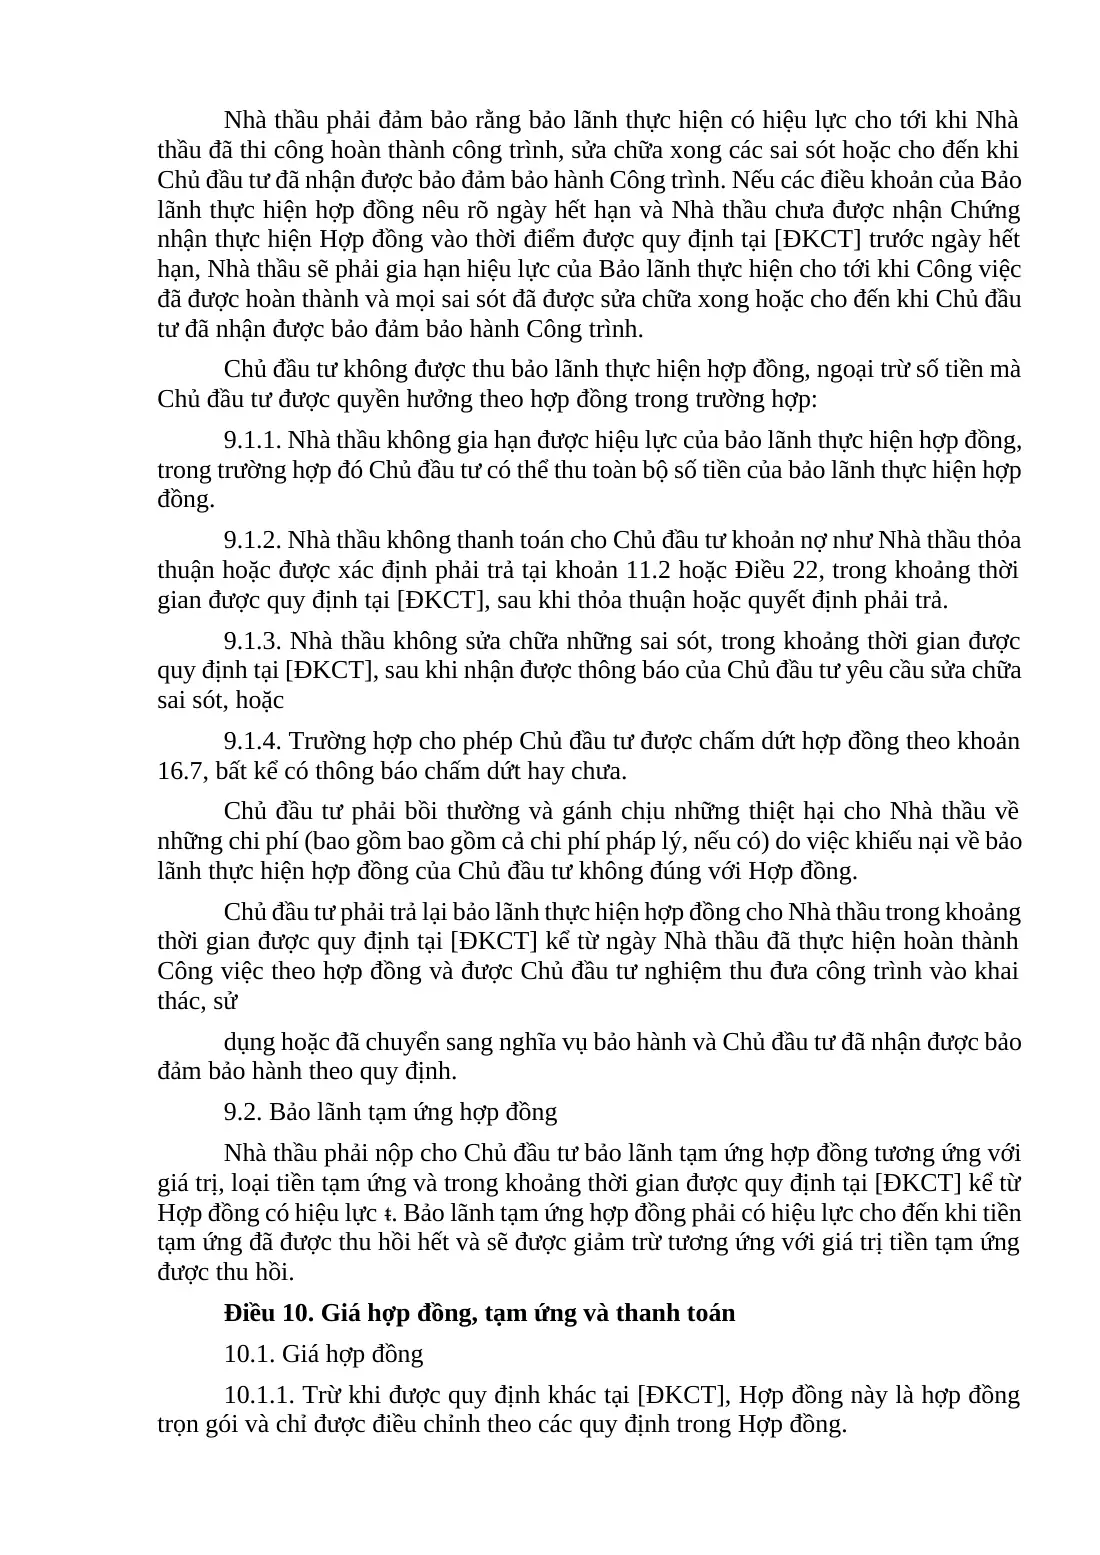 Nhà thầu phải đảm bảo rằng bảo lãnh thực hiện có hiệu lực cho tới khi Nhà
thầu đã thi công hoàn thành công trình, sửa chữa xong các sai sót hoặc cho đến khi
Chủ đầu tư đã nhận được bảo đảm bảo hành Công trình. Nếu các điều khoản của Bảo
lãnh thực hiện hợp đồng nêu rõ ngày hết hạn và Nhà thầu chưa được nhận Chứng
nhận thực hiện Hợp đồng vào thời điểm được quy định tại [ĐKCT] trước ngày hết
hạn, Nhà thầu sẽ phải gia hạn hiệu lực của Bảo lãnh thực hiện cho tới khi Công việc
đã được hoàn thành và mọi sai sót đã được sửa chữa xong hoặc cho đến khi Chủ đầu
tư đã nhận được bảo đảm bảo hành Công trình.
Chủ đầu tư không được thu bảo lãnh thực hiện hợp đồng, ngoại trừ số tiền mà
Chủ đầu tư được quyền hưởng theo hợp đồng trong trường hợp:
9.1.1. Nhà thầu không gia hạn được hiệu lực của bảo lãnh thực hiện hợp đồng,
trong trường hợp đó Chủ đầu tư có thể thu toàn bộ số tiền của bảo lãnh thực hiện hợp
đồng.
9.1.2. Nhà thầu không thanh toán cho Chủ đầu tư khoản nợ như Nhà thầu thỏa
thuận hoặc được xác định phải trả tại khoản 11.2 hoặc Điều 22, trong khoảng thời
gian được quy định tại [ĐKCT], sau khi thỏa thuận hoặc quyết định phải trả.
9.1.3. Nhà thầu không sửa chữa những sai sót, trong khoảng thời gian được
quy định tại [ĐKCT], sau khi nhận được thông báo của Chủ đầu tư yêu cầu sửa chữa
sai sót, hoặc
9.1.4. Trường hợp cho phép Chủ đầu tư được chấm dứt hợp đồng theo khoản
16.7, bất kể có thông báo chấm dứt hay chưa.
Chủ đầu tư phải bồi thường và gánh chịu những thiệt hại cho Nhà thầu về
những chi phí (bao gồm bao gồm cả chi phí pháp lý, nếu có) do việc khiếu nại về bảo
lãnh thực hiện hợp đồng của Chủ đầu tư không đúng với Hợp đồng.
Chủ đầu tư phải trả lại bảo lãnh thực hiện hợp đồng cho Nhà thầu trong khoảng
thời gian được quy định tại [ĐKCT] kể từ ngày Nhà thầu đã thực hiện hoàn thành
Công việc theo hợp đồng và được Chủ đầu tư nghiệm thu đưa công trình vào khai
thác, sử
dụng hoặc đã chuyển sang nghĩa vụ bảo hành và Chủ đầu tư đã nhận được bảo
đảm bảo hành theo quy định.
9.2. Bảo lãnh tạm ứng hợp đồng
Nhà thầu phải nộp cho Chủ đầu tư bảo lãnh tạm ứng hợp đồng tương ứng với
giá trị, loại tiền tạm ứng và trong khoảng thời gian được quy định tại [ĐKCT] kể từ
Hợp đồng có hiệu lực ŧ. Bảo lãnh tạm ứng hợp đồng phải có hiệu lực cho đến khi tiền
tạm ứng đã được thu hồi hết và sẽ được giảm trừ tương ứng với giá trị tiền tạm ứng
được thu hồi.
Điều 10. Giá hợp đồng, tạm ứng và thanh toán
10.1. Giá hợp đồng
10.1.1. Trừ khi được quy định khác tại [ĐKCT], Hợp đồng này là hợp đồng
trọn gói và chỉ được điều chỉnh theo các quy định trong Hợp đồng.